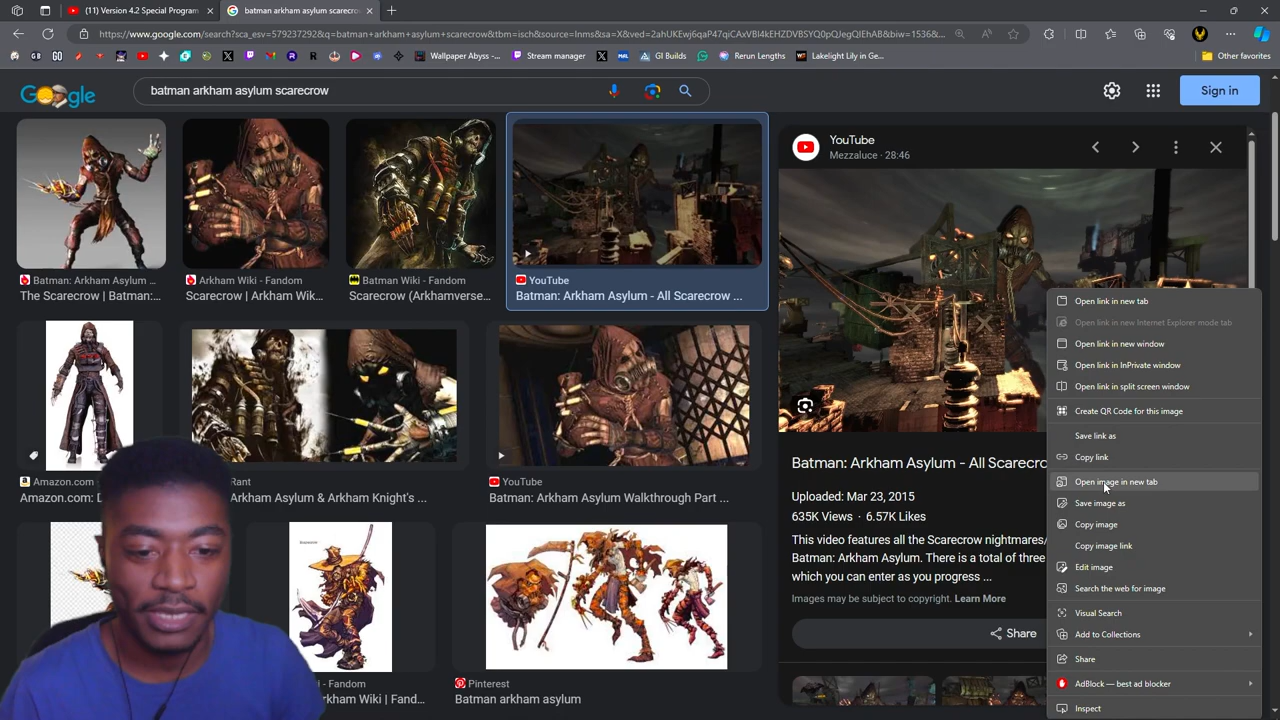 (11) Version 4.2 Special Program
batman arkham asylum scarecrow
https://www.google.com/search?sca_esv=579237292&q=batman+arkham+asylum+scarecrow&tbm=isch&source=lnms&sa=X&ved=2ahUKEwj6qaP47qiCAxVBl4kEHZDVBSYQ0pQJegQIEhAB&biw=1536&...
Wallpaper Abyss -...
Stream manager
MAL
GI Builds
Rerun Lengths
Lakelight Lily in Ge...
Other favorites
Google
batman arkham asylum scarecrow
Sign in
Batman: Arkham Asylum ...
The Scarecrow | Batman:...
Arkham Wiki - Fandom
Scarecrow | Arkham Wik...
Batman Wiki - Fandom
Scarecrow (Arkhamverse...
YouTube
Batman: Arkham Asylum - All Scarecrow ...
Amazon.com
Amazon.com: D
Rant
Arkham Asylum & Arkham Knight's ...
YouTube
Batman: Arkham Asylum Walkthrough Part ...
- Fandom
rkham Wiki | Fand...
Pinterest
Batman arkham asylum
YouTube
Mezzaluce · 28:46
Batman: Arkham Asylum - All Scarecro
Uploaded: Mar 23, 2015
635K Views · 6.57K Likes
This video features all the Scarecrow nightmares/
Batman: Arkham Asylum. There is a total of three
which you can enter as you progress ...
Images may be subject to copyright. Learn More
Share
Open link in new tab
Open link in new Internet Explorer mode tab
Open link in new window
Open link in InPrivate window
Open link in split screen window
Create QR Code for this image
Save link as
Copy link
Open image in new tab
Save image as
Copy image
Copy image link
Edit image
Search the web for image
Visual Search
Add to Collections
Share
AdBlock — best ad blocker
Inspect